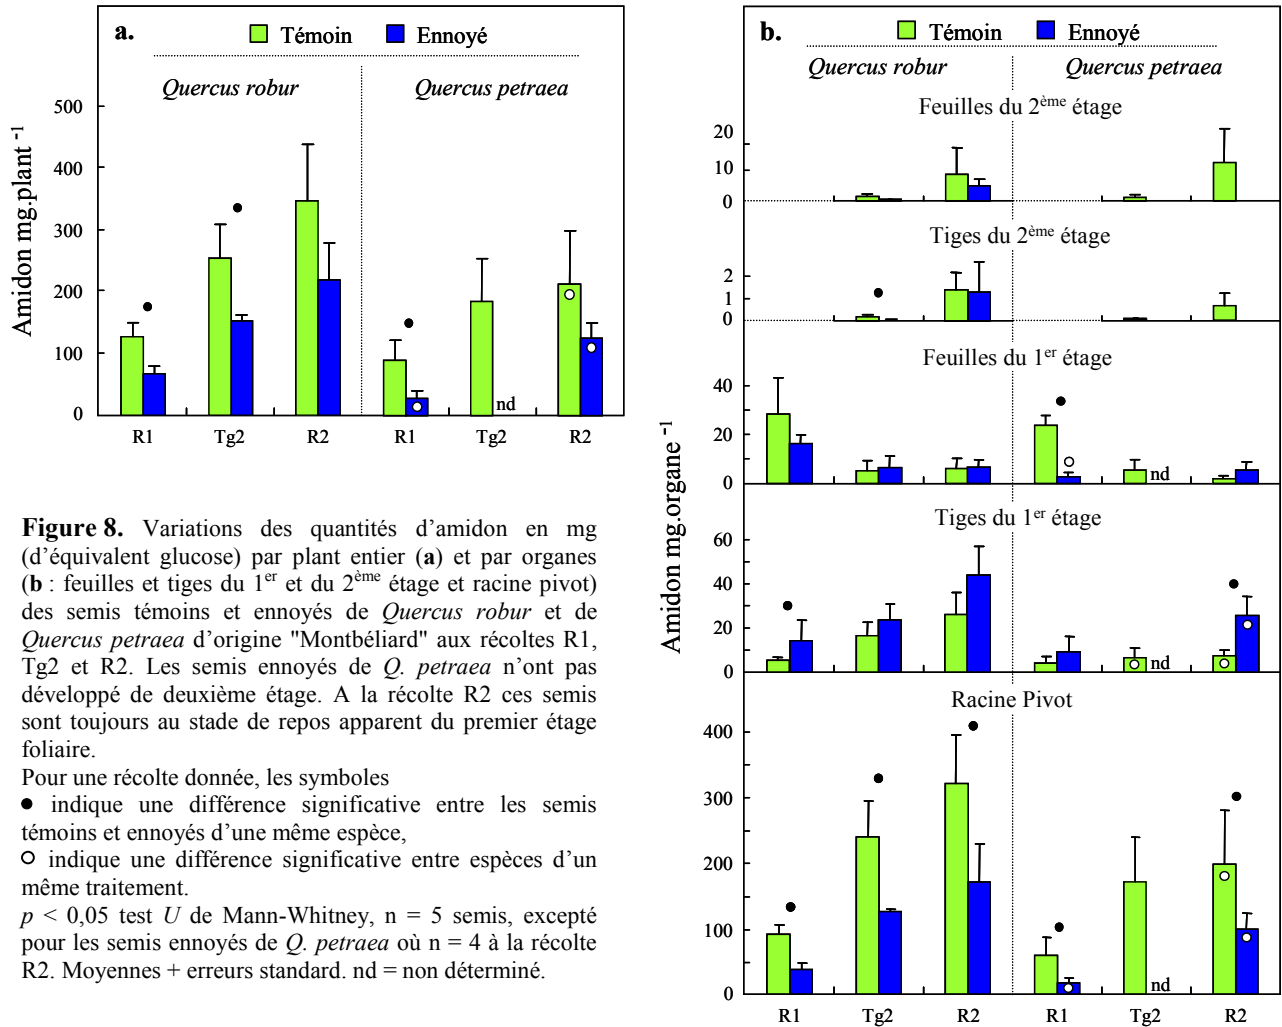 a.
Témoin Ennoyé
Quercus robur Quercus petraea
Amidon mg.plant -1
500
400
300
200
100
0
nd
R1 Tg2 R2 R1 Tg2 R2
Figure 8. Variations des quantités d'amidon en mg
(d'équivalent glucose) par plant entier (a) et par organes
(b : feuilles et tiges du 1er et du 2ème étage et racine pivot)
des semis témoins et ennoyés de Quercus robur et de
Quercus petraea d'origine "Montbéliard" aux récoltes R1,
Tg2 et R2. Les semis ennoyés de Q. petraea n'ont pas
développé de deuxième étage. A la récolte R2 ces semis
sont toujours au stade de repos apparent du premier étage
foliaire.
Pour une récolte donnée, les symboles
● indique une différence significative entre les semis
témoins et ennoyés d'une même espèce,
○ indique une différence significative entre espèces d'un
même traitement.
p < 0,05 test U de Mann-Whitney, n = 5 semis, excepté
pour les semis ennoyés de Q. petraea où n = 4 à la récolte
R2. Moyennes + erreurs standard. nd = non déterminé.
b.
Témoin Ennoyé
Quercus robur Quercus petraea
Amidon mg.organe -1
Feuilles du 2ème étage
20
10
0
Tiges du 2ème étage
2
1
0
Feuilles du 1er étage
40
20
0
nd
Tiges du 1er étage
60
40
20
0
nd
Racine Pivot
400
300
200
100
0
nd
R1 Tg2 R2 R1 Tg2 R2